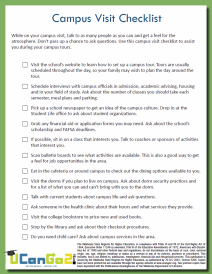 Campus Visit Checklist
While on your campus visit, talk to as many people as you can and get a feel for the
atmosphere. Don't pass up a chance to ask questions. Use this campus visit checklist to assist
you during your campus tours.
Visit the school's website to learn how to set up a campus tour. Tours are usually
scheduled throughout the day, so your family may wish to plan the day around the
tour.
Schedule interviews with campus officials in admission, academic advising, housing
and in your field of study. Ask about the number of classes you should take each
semester, meal plans and parking.
Pick up a school newspaper to get an idea of the campus culture. Drop in at the
Student Life office to ask about student organizations.
Grab any financial aid or application forms you may need. Ask about the school's
scholarship and FAFSA deadlines.
If possible, sit in on a class that interests you. Talk to coaches or sponsors of activities
that interest you.
Scan bulletin boards to see what activities are available. This is also a good way to get
a feel for job opportunities in the area.
Eat in the cafeteria or around campus to check out the dining options available to you.
Visit the dorms if you plan to live on campus. Ask about dorm security practices and
for a list of what you can and can't bring with you to the dorm.
Talk with current students about campus life and ask questions.
Ask someone in the health clinic about their hours and what services they provide.
Visit the college bookstore to price new and used books.
Stop by the library and ask about their checkout procedures.
Do you need child care? Ask about campus services in the area.
UCanGo2